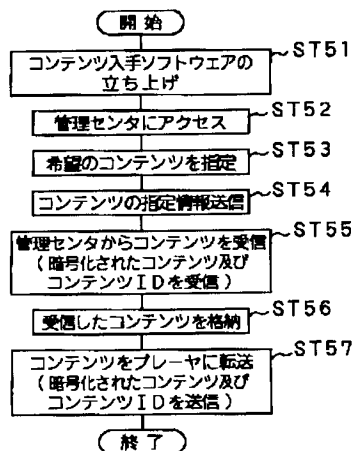 開始
コンテンツ入手ソフトウェアの
立ち上げ
ST51
管理センタにアクセス
ST52
希望のコンテンツを指定
ST53
コンテンツの指定情報送信
ST54
管理センタからコンテンツを受信
(暗号化されたコンテンツ及び
コンテンツIDを受信)
ST55
受信したコンテンツを格納
ST56
コンテンツをプレーヤに転送
(暗号化されたコンテンツ及び
コンテンツIDを送信)
ST57
終了